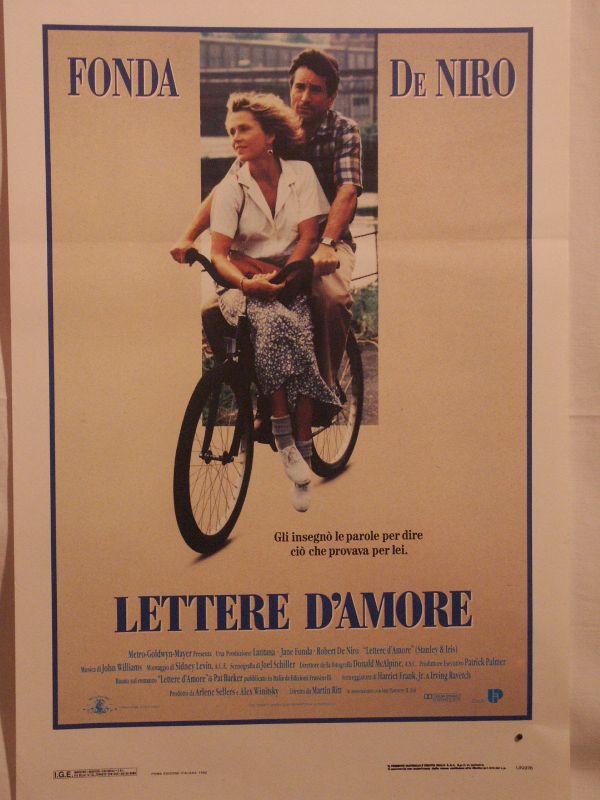 FONDA
DE NIRO
Gli insegnò le parole per dire
ciò che provava per lei.
LETTERE D'AMORE
Metro-Goldwyn-Mayer Presenta Una Produzione Lantana - Jane Fonda - Robert De Niro "Lettere d'Amore" (Stanley & Iris)
Musica di John Williams Montaggio di Sidney Levin, A.C.E. Scenografia di Joel Schiller Direttore della fotografia Donald McAlpine, A.S.C. Produttore Esecutivo Patrick Palmer
Basato sul romanzo "Lettere d'Amore" di Pat Barker pubblicato in Italia da Edizioni Frassinelli Sceneggiatura di Harriet Frank, Jr. & Irving Ravetch
Prodotto da Arlene Sellers e Alex Winitsky Diretto da Martin Ritt
I.G.E.
PRIMA EDIZIONE ITALIANA